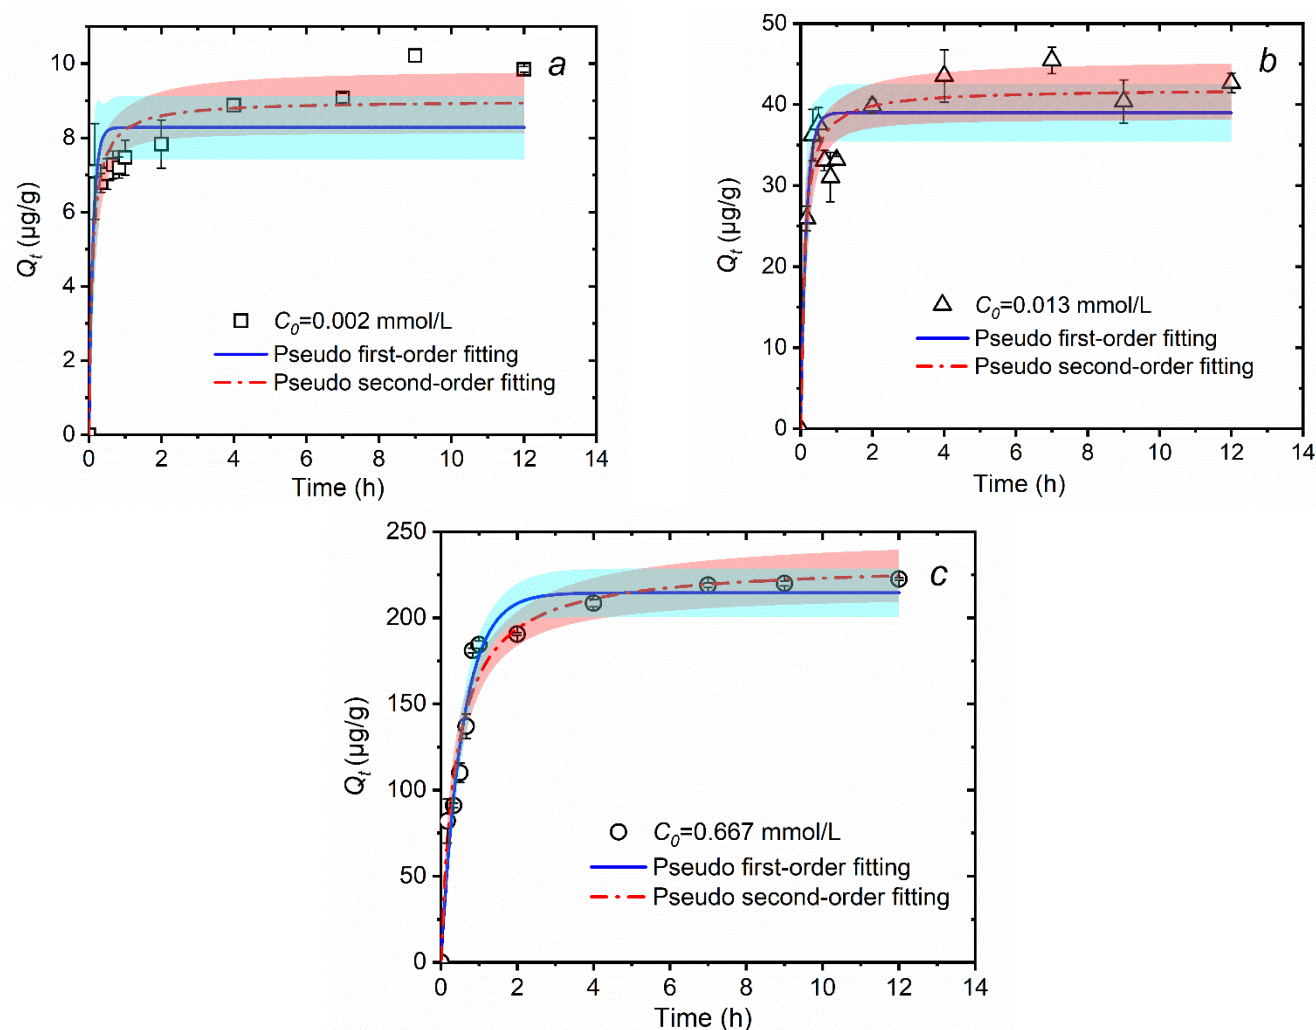 a
10
8
6
4
2
0
Qt (µg/g)
C0=0.002 mmol/L
Pseudo first-order fitting
Pseudo second-order fitting
0 2 4 6 8 10 12 14
Time (h)
b
50
40
30
20
10
0
Qt (µg/g)
C0=0.013 mmol/L
Pseudo first-order fitting
Pseudo second-order fitting
0 2 4 6 8 10 12 14
Time (h)
c
250
200
150
100
50
0
Qt (µg/g)
C0=0.667 mmol/L
Pseudo first-order fitting
Pseudo second-order fitting
0 2 4 6 8 10 12 14
Time (h)